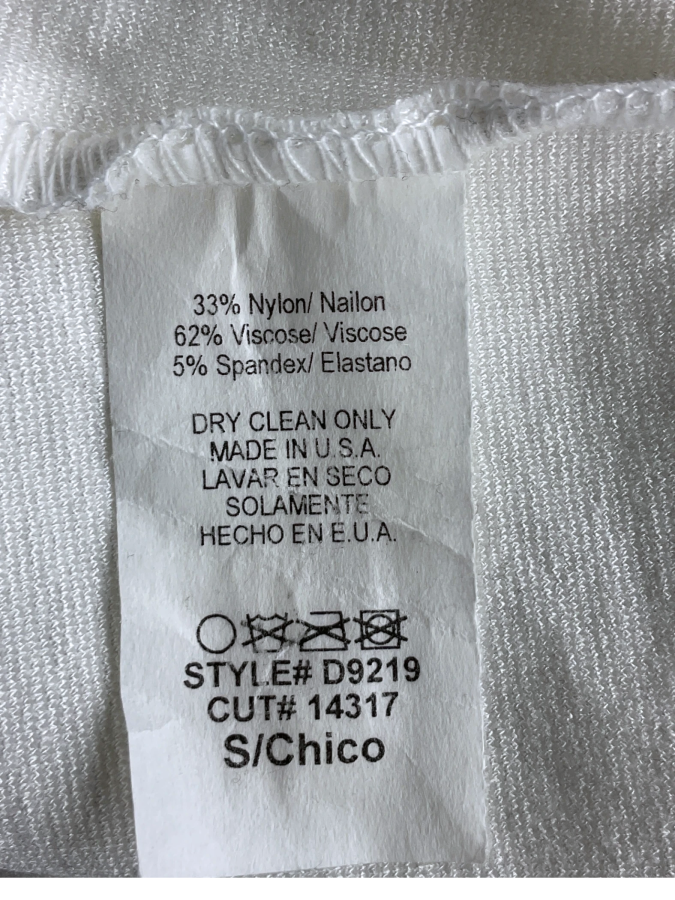 33% Nylon/ Nailon
62% Viscose/ Viscose
5% Spandex/ Elastano
DRY CLEAN ONLY
MADE IN U.S.A.
LAVAR EN SECO
SOLAMENTE
HECHO EN E.U.A.
STYLE# D9219
CUT# 14317
S/Chico